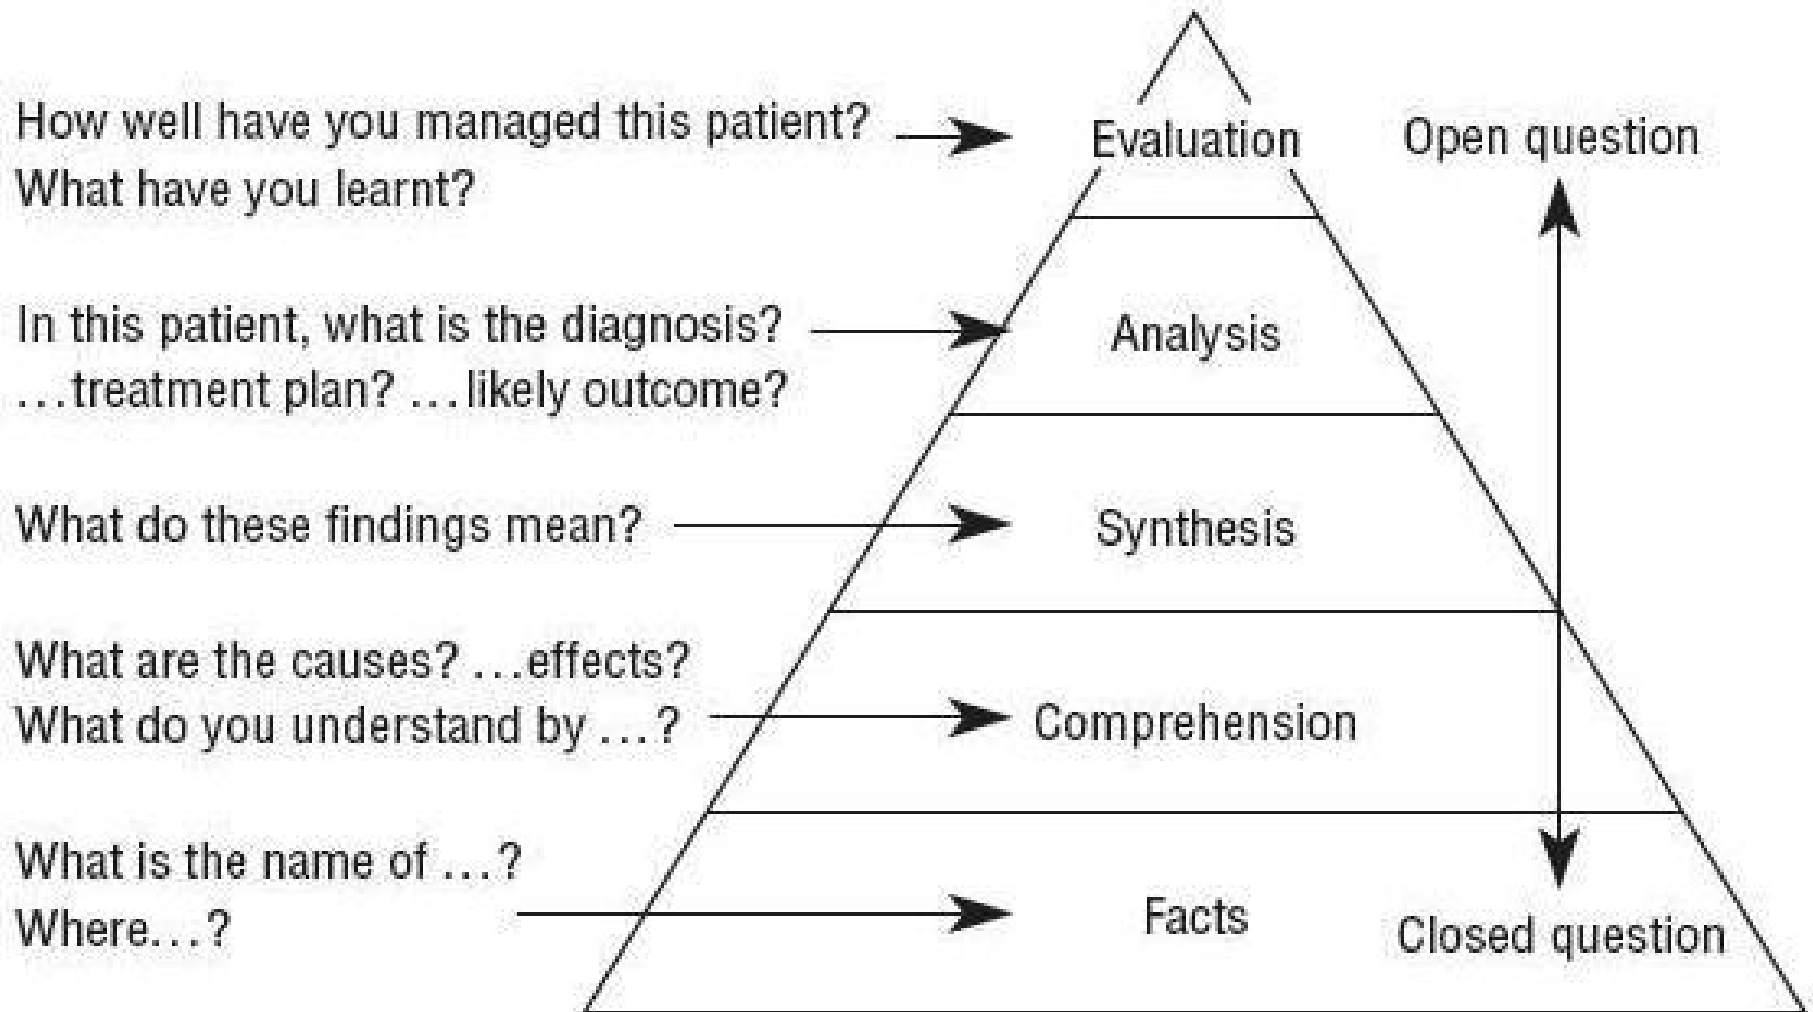 How well have you managed this patient?
What have you learnt?
Evaluation
Open question
In this patient, what is the diagnosis?
...treatment plan? ...likely outcome?
Analysis
What do these findings mean?
Synthesis
What are the causes? ...effects?
What do you understand by ...?
Comprehension
What is the name of ...?
Where...?
Facts
Closed question